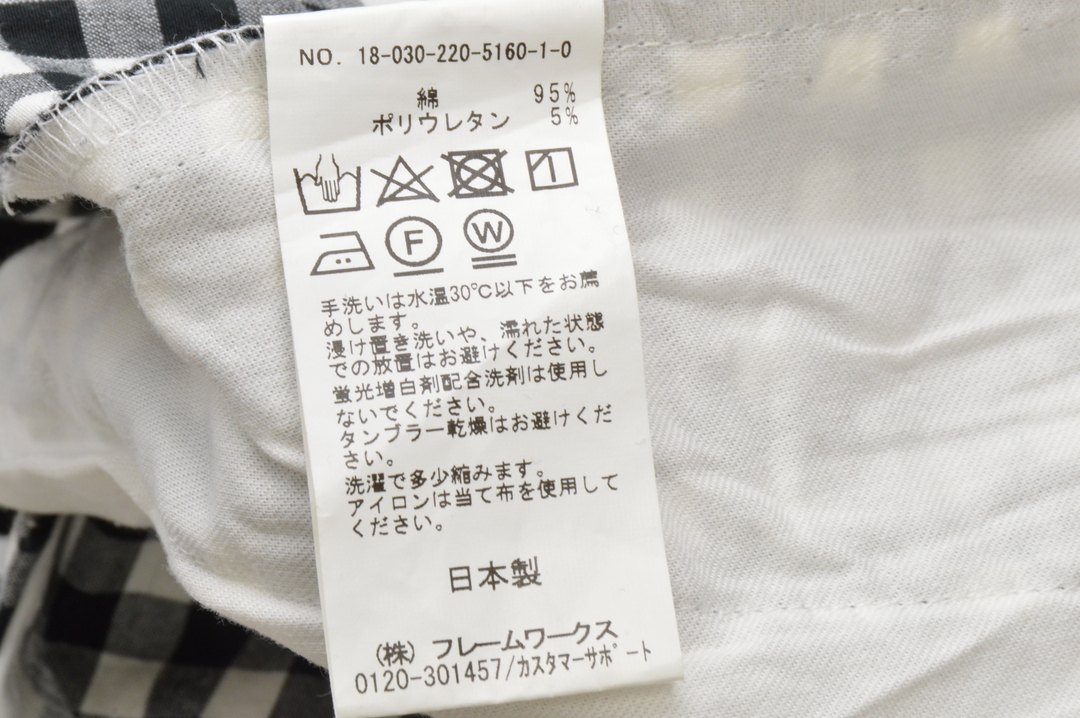 NO. 18-030-220-5160-1-0
綿 95%
ポリウレタン 5%
F W
手洗いは水温30℃以下をお薦
めします。
浸け置き洗いや、濡れた状態
での放置はお避けください。
蛍光増白剤配合洗剤は使用し
ないでください。
タンブラー乾燥はお避けくだ
さい。
洗濯で多少縮みます。
アイロンは当て布を使用して
ください。
日本製
(株) フレームワークス
0120-301457/カスタマーサポート